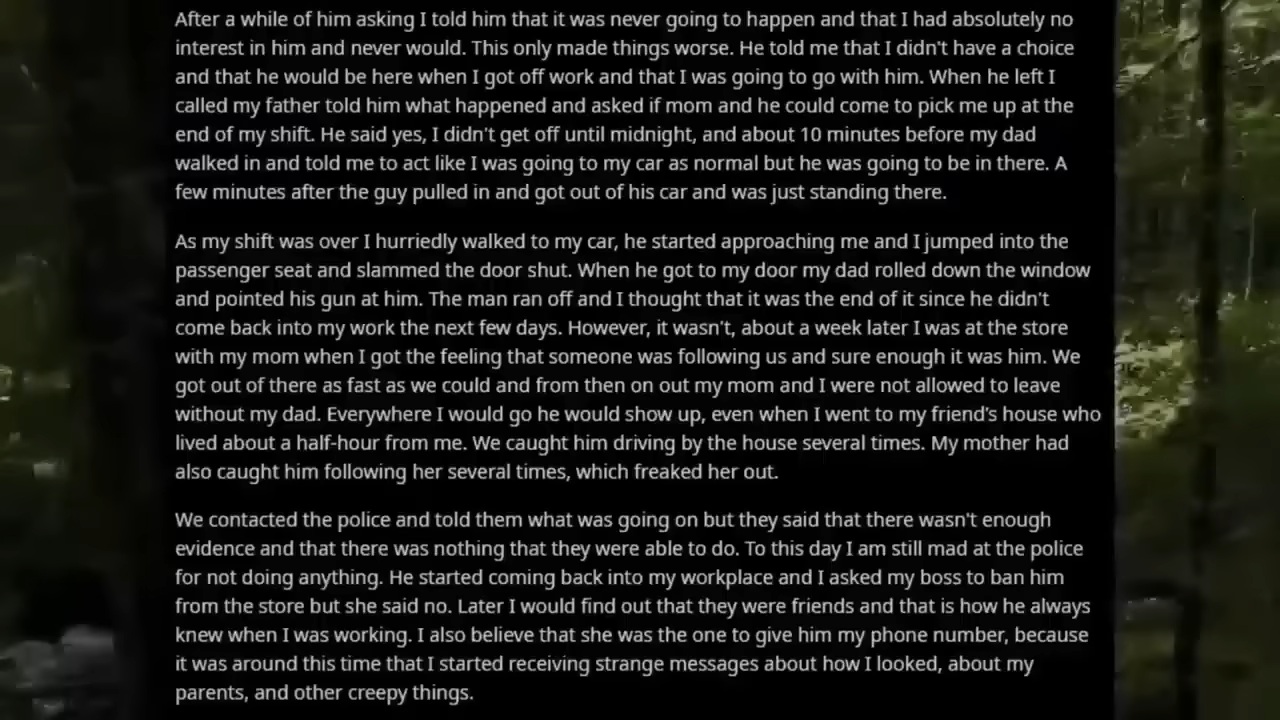 After a while of him asking I told him that it was never going to happen and that I had absolutely no
interest in him and never would. This only made things worse. He told me that I didn't have a choice
and that he would be here when I got off work and that I was going to go with him. When he left I
called my father told him what happened and asked if mom and he could come to pick me up at the
end of my shift. He said yes, I didn't get off until midnight, and about 10 minutes before my dad
walked in and told me to act like I was going to my car as normal but he was going to be in there. A
few minutes after the guy pulled in and got out of his car and was just standing there.
As my shift was over I hurriedly walked to my car, he started approaching me and I jumped into the
passenger seat and slammed the door shut. When he got to my door my dad rolled down the window
and pointed his gun at him. The man ran off and I thought that it was the end of it since he didn't
come back into my work the next few days. However, it wasn't, about a week later I was at the store
with my mom when I got the feeling that someone was following us and sure enough it was him. We
got out of there as fast as we could and from then on out my mom and I were not allowed to leave
without my dad. Everywhere I would go he would show up, even when I went to my friend's house who
lived about a half-hour from me. We caught him driving by the house several times. My mother had
also caught him following her several times, which freaked her out.
We contacted the police and told them what was going on but they said that there wasn't enough
evidence and that there was nothing that they were able to do. To this day I am still mad at the police
for not doing anything. He started coming back into my workplace and I asked my boss to ban him
from the store but she said no. Later I would find out that they were friends and that is how he always
knew when I was working. I also believe that she was the one to give him my phone number, because
it was around this time that I started receiving strange messages about how I looked, about my
parents, and other creepy things.